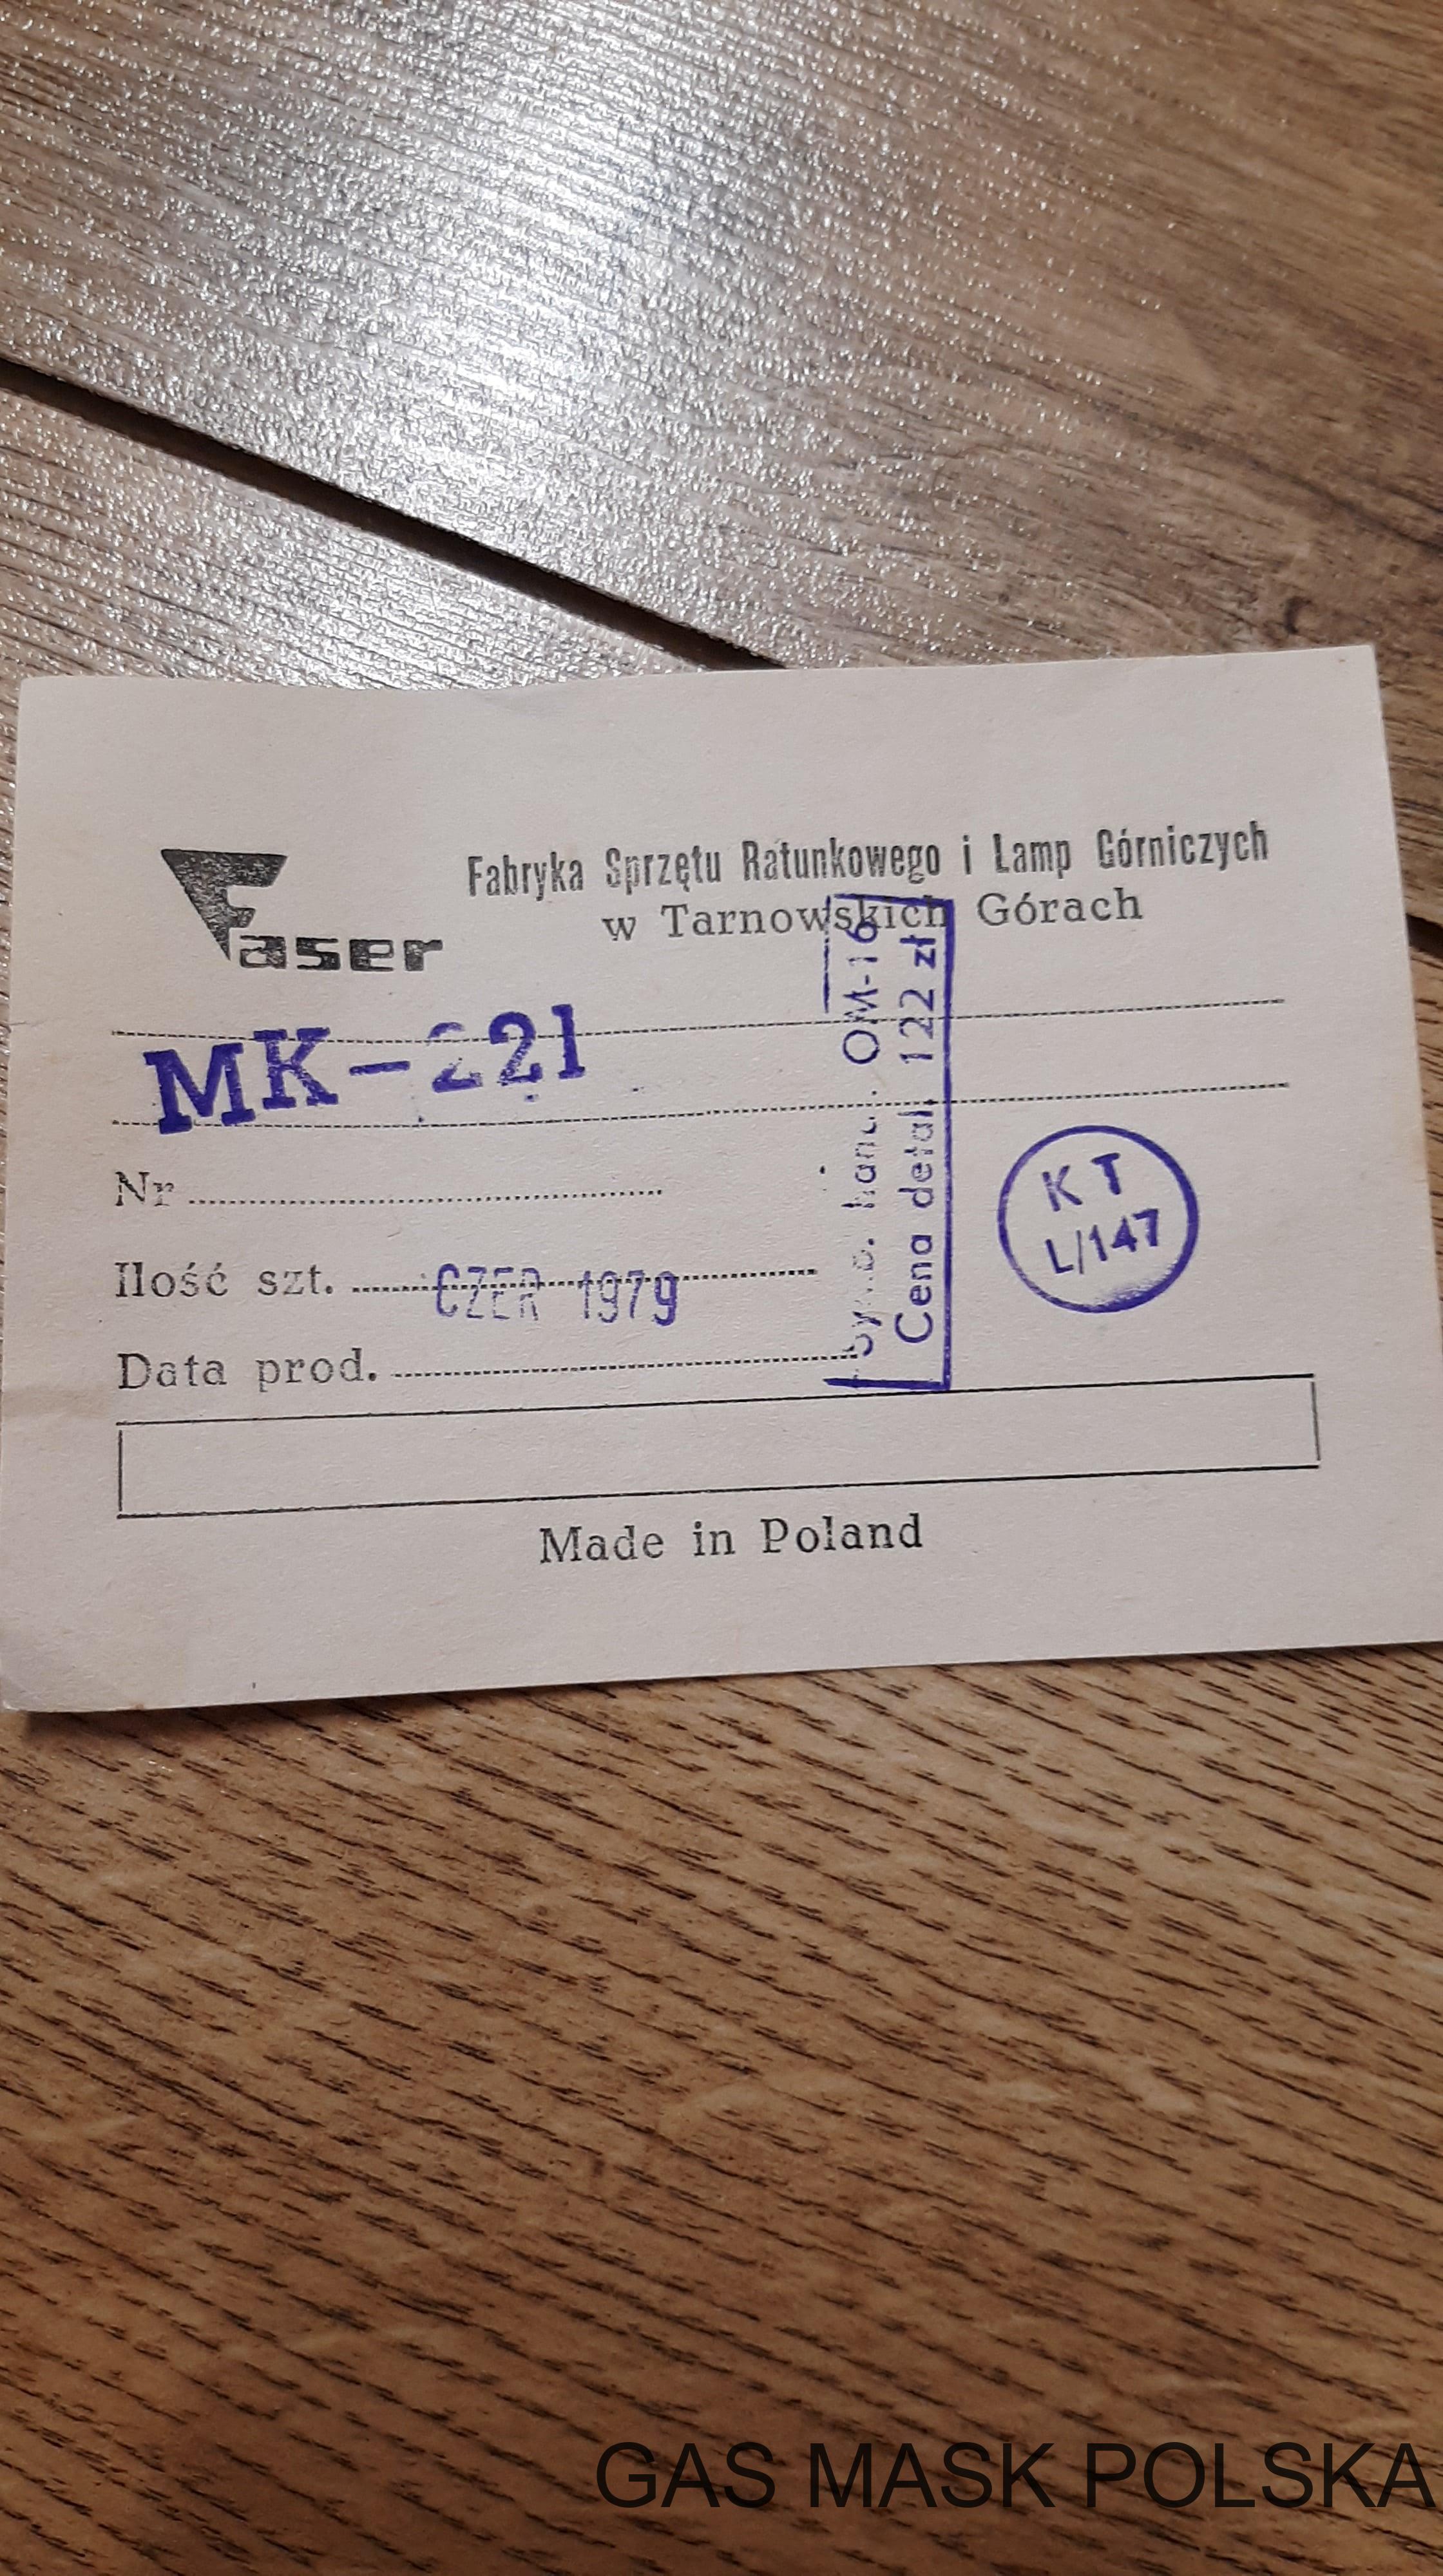 Faser
Fabryka Sprzętu Ratunkowego i Lamp Górniczych
w Tarnowskich Górach
MK-221
Nr
Ilość szt.
CZER 1979
Data prod.
OM-16
Cena detal. 122 zł
K T
L/147
Made in Poland
GAS MASK POLSKA